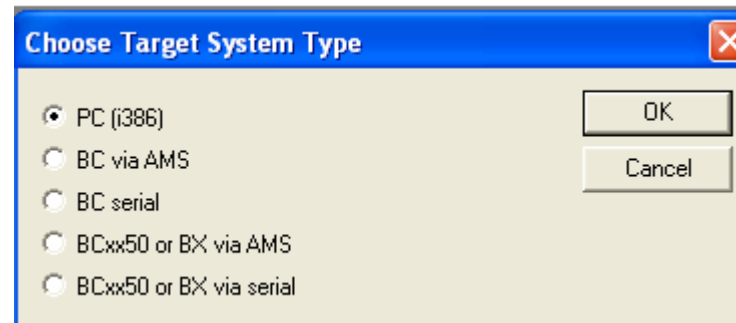 Choose Target System Type
PC (i386)
OK
BC via AMS
Cancel
BC serial
BCxx50 or BX via AMS
BCxx50 or BX via serial